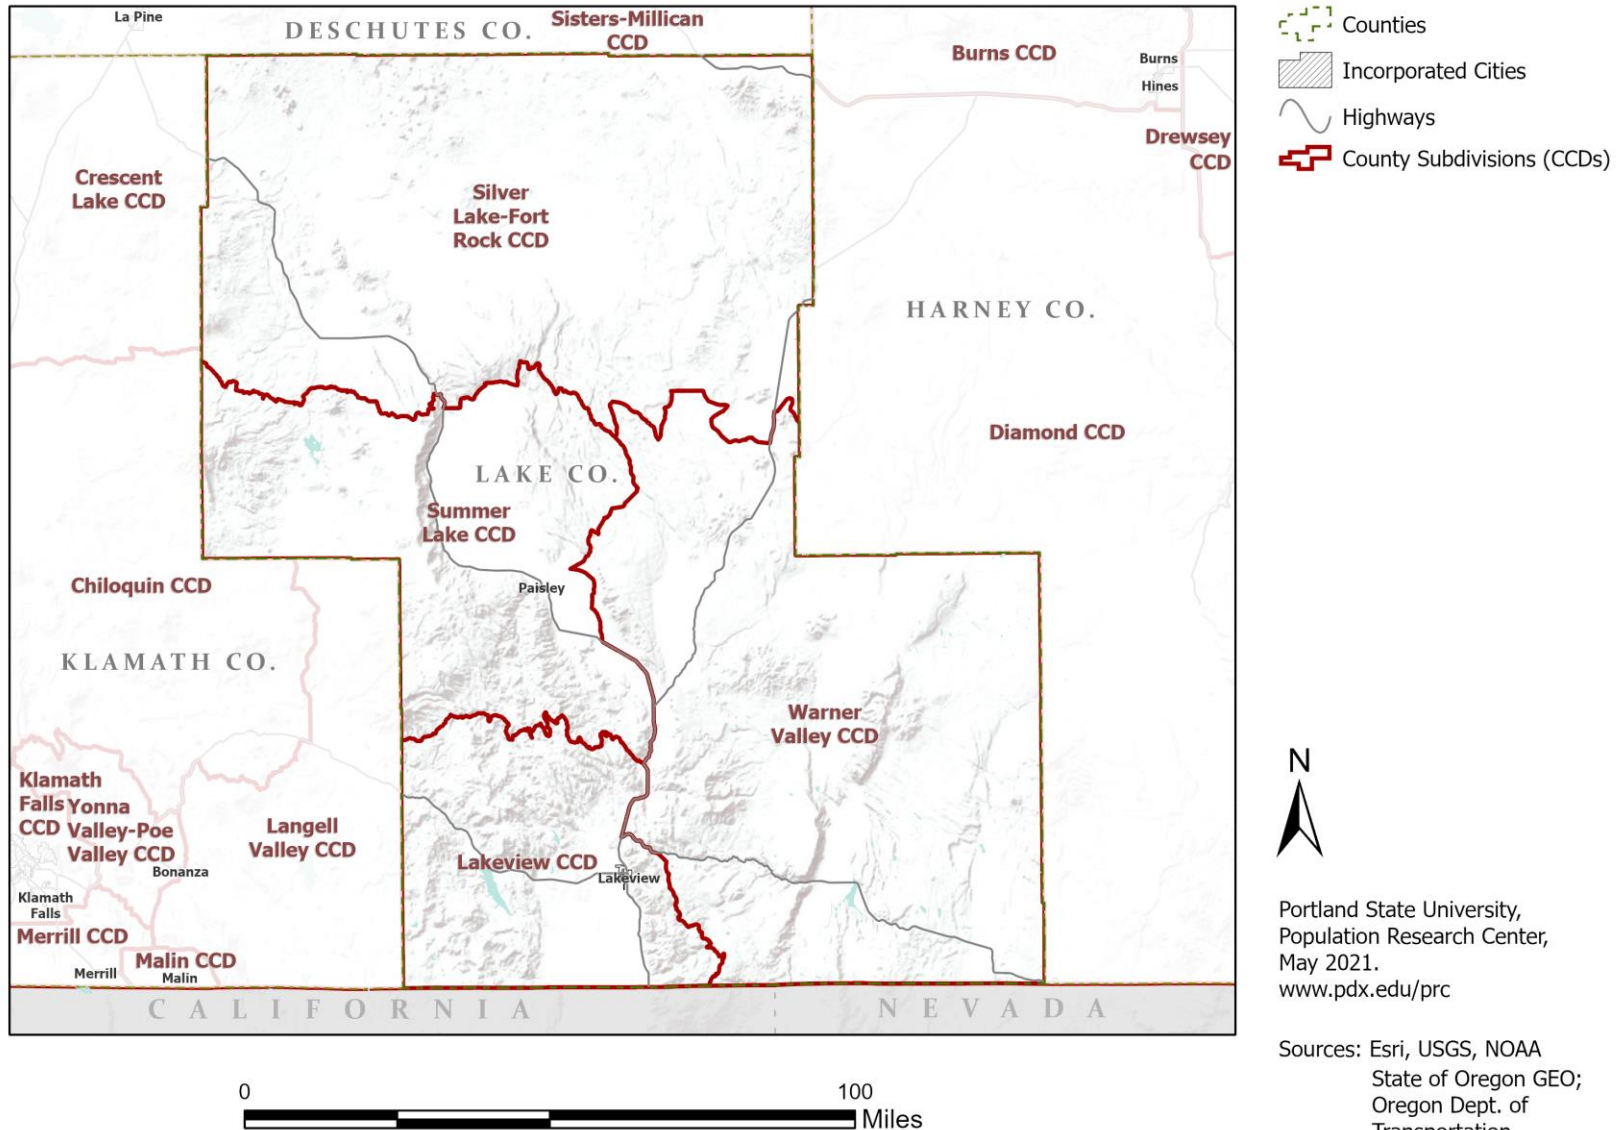 La Pine
DESCHUTES CO.
Sisters-Millican
CCD
Burns CCD
Burns
Hines
Drewsey
CCD
Crescent
Lake CCD
Silver
Lake-Fort
Rock CCD
HARNEY CO.
Diamond CCD
LAKE CO.
Summer
Lake CCD
Paisley
Chiloquin CCD
KLAMATH CO.
Warner
Valley CCD
Klamath
Falls
CCD
Yonna
Valley-Poe
Valley CCD
Bonanza
Langell
Valley CCD
Lakeview CCD
Lakeview
Klamath
Falls
Merrill CCD
Malin CCD
Merrill
Malin
CALIFORNIA
NEVADA
0
100
Miles
Counties
Incorporated Cities
Highways
County Subdivisions (CCDs)
N
Portland State University,
Population Research Center,
May 2021.
www.pdx.edu/prc
Sources: Esri, USGS, NOAA
State of Oregon GEO;
Oregon Dept. of
Transportation